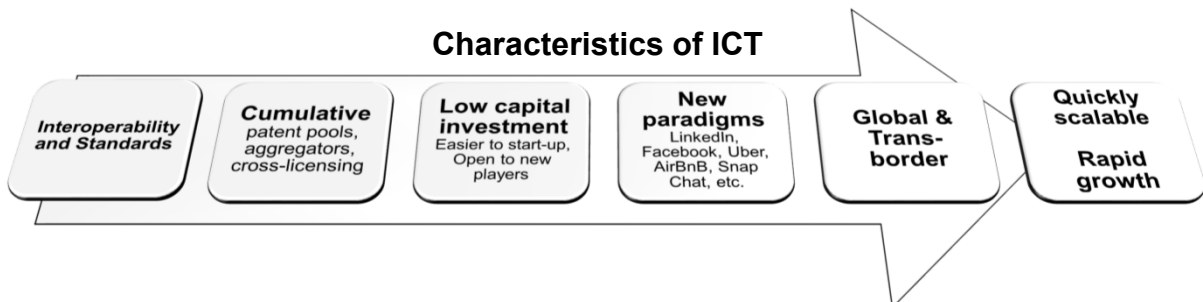 Characteristics of ICT
Interoperability
and Standards
Cumulative
patent pools,
aggregators,
cross-licensing
Low capital
investment
Easier to start-up,
Open to new
players
New
paradigms
LinkedIn,
Facebook, Uber,
AirBnB, Snap
Chat, etc.
Global &
Trans-
border
Quickly
scalable
Rapid
growth